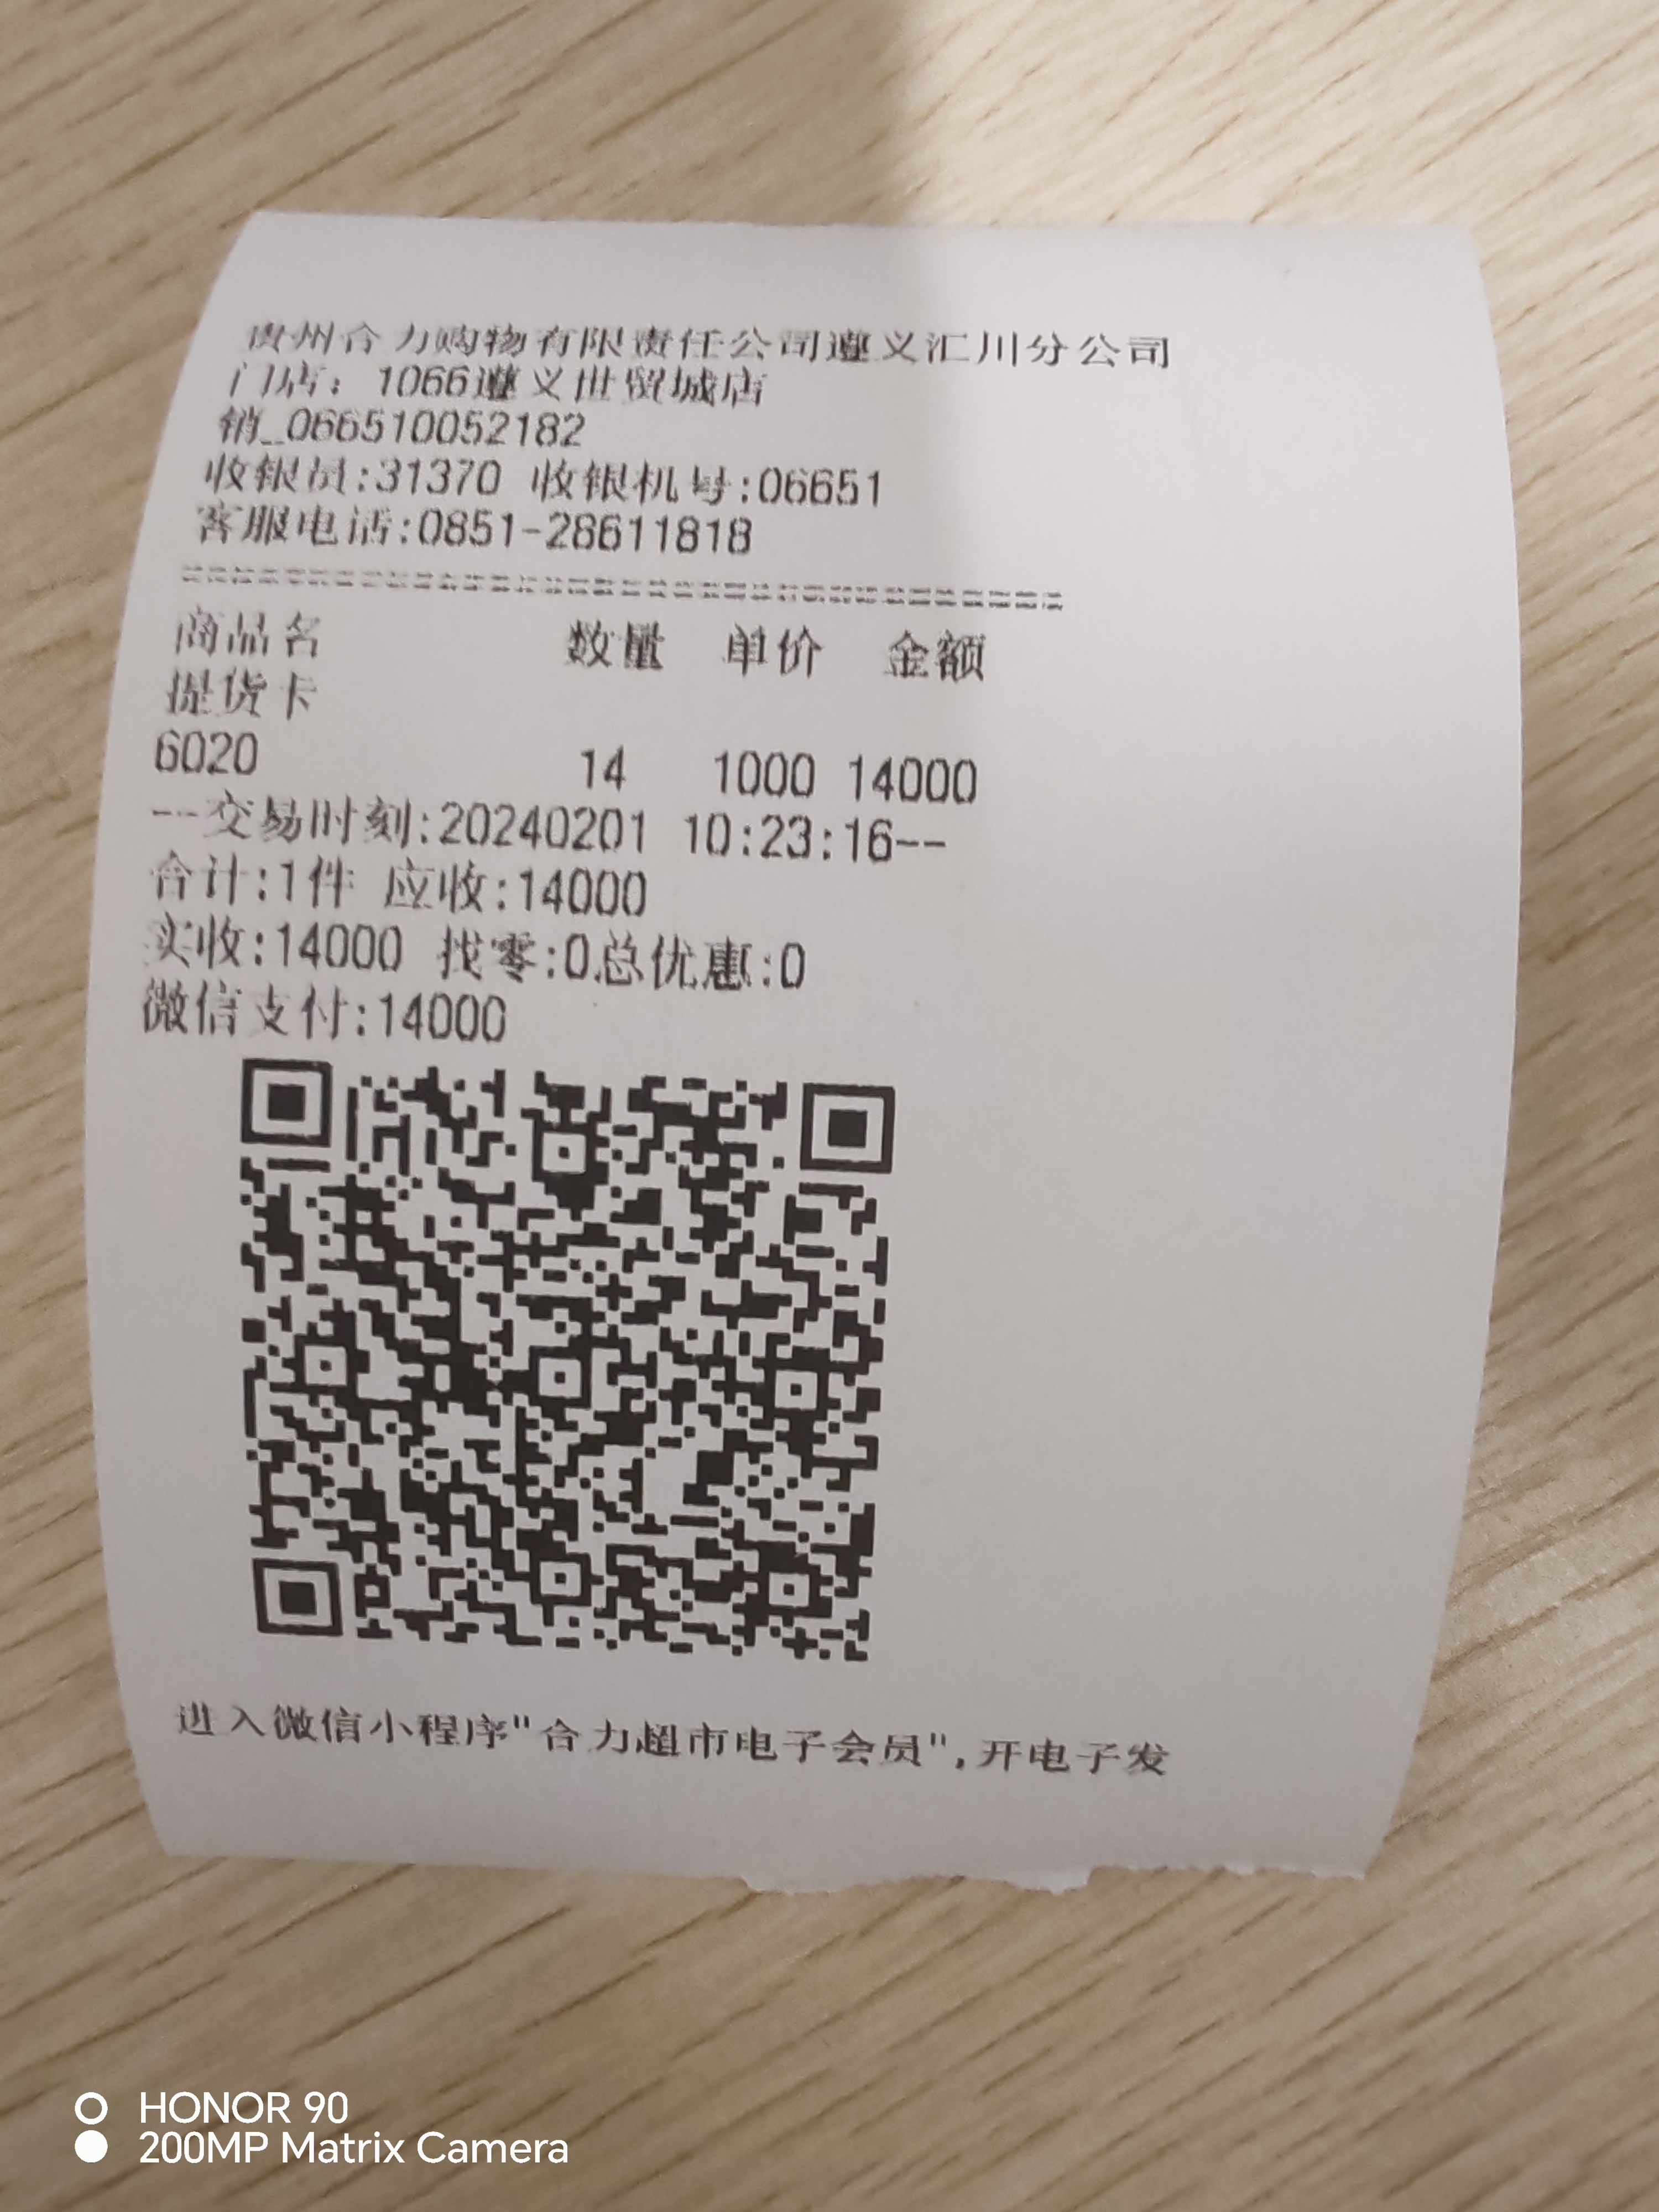 贵州合力购物有限责任公司遵义汇川分公司
门店：1066遵义世贸城店
销_066510052182
收银员:31370 收银机号:06651
客服电话:0851-28611818
===================================
商品名 数量 单价 金额
提货卡
6020 14 1000 14000
--交易时刻:20240201 10:23:16--
合计:1件 应收:14000
实收:14000 找零:0总优惠:0
微信支付:14000
进入微信小程序"合力超市电子会员",开电子发
HONOR 90
200MP Matrix Camera